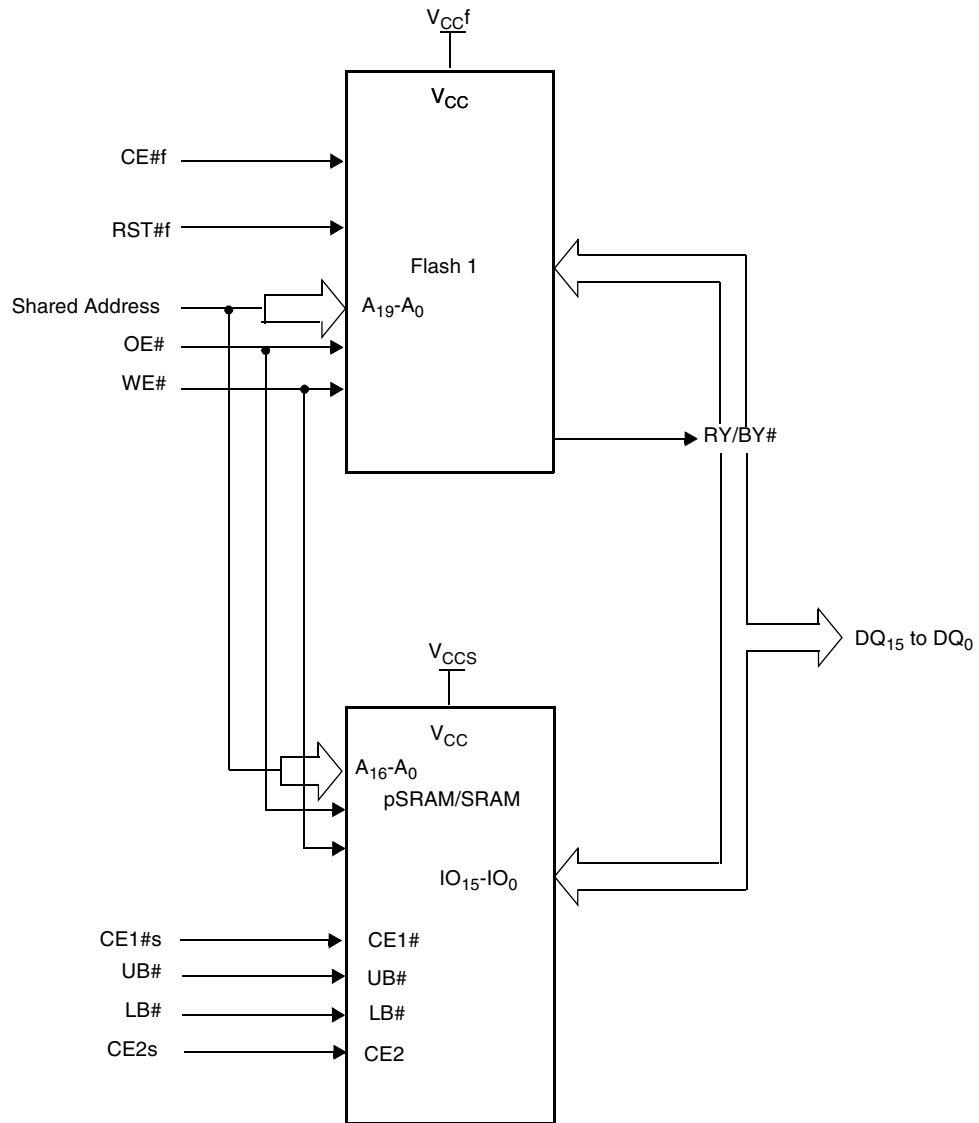 VCCf
VCC
CE#f
RST#f
Flash 1
Shared Address
A19-A0
OE#
WE#
RY/BY#
DQ15 to DQ0
VCCS
VCC
A16-A0
pSRAM/SRAM
IO15-IO0
CE1#s
CE1#
UB#
UB#
LB#
LB#
CE2s
CE2